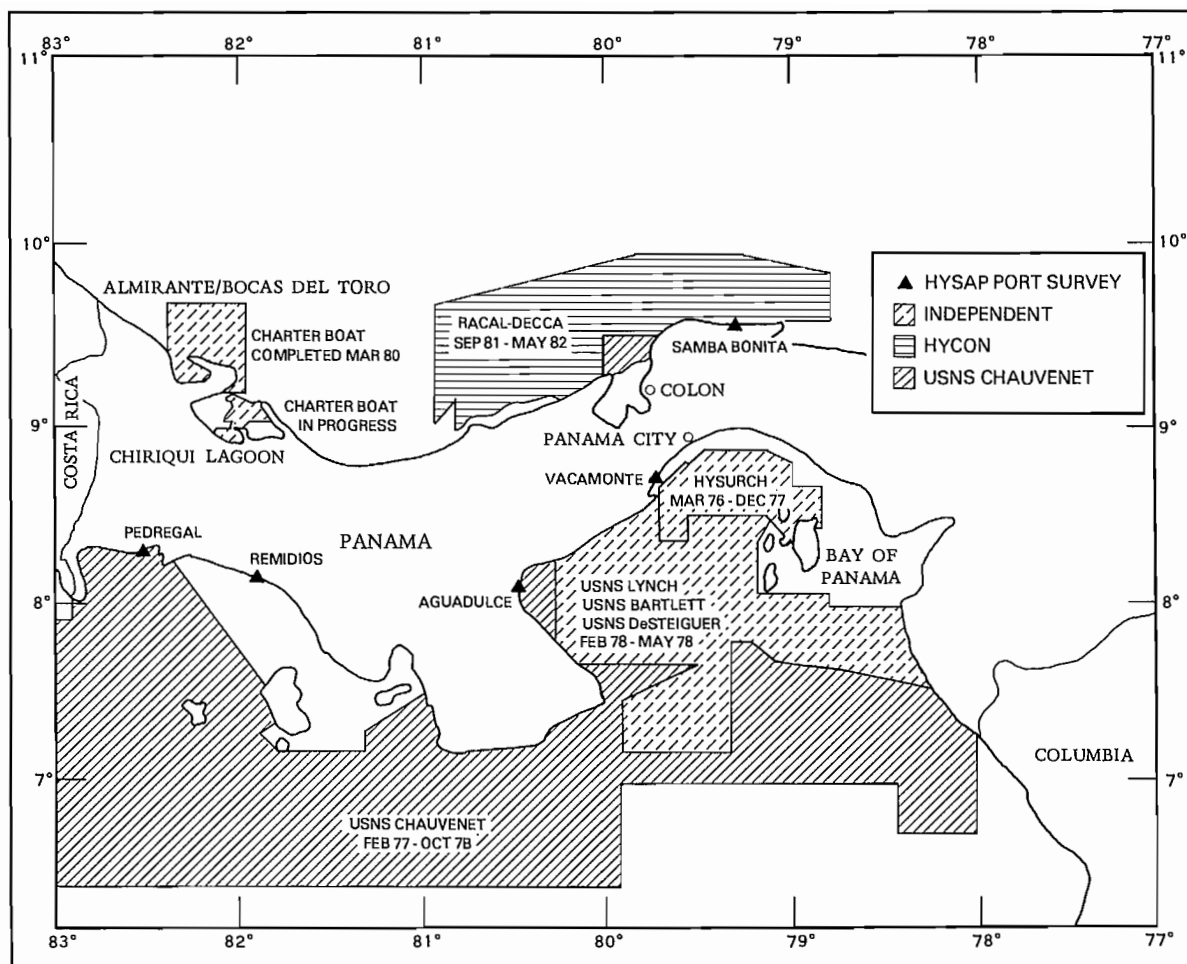 83° 82° 81° 80° 79° 78° 77°
11° 11°
10° 10°
ALMIRANTE/BOCAS DEL TORO
CHARTER BOAT
COMPLETED MAR 80
RACAL-DECCA
SEP 81 - MAY 82
SAMBA BONITA
▲ HYSAP PORT SURVEY
INDEPENDENT
HYCON
USNS CHAUVENET
COSTA RICA
CHARTER BOAT
IN PROGRESS
COLON
9° 9°
CHIRIQUI LAGOON
PANAMA CITY
VACAMONTE
HYSURCH
MAR 76 - DEC 77
PEDREGAL
REMIDIOS
PANAMA
BAY OF
PANAMA
AGUADULCE
USNS LYNCH
USNS BARTLETT
USNS DeSTEIGUER
FEB 78 - MAY 78
8° 8°
COLUMBIA
7° 7°
USNS CHAUVENET
FEB 77 - OCT 7B
83° 82° 81° 80° 79° 78° 77°